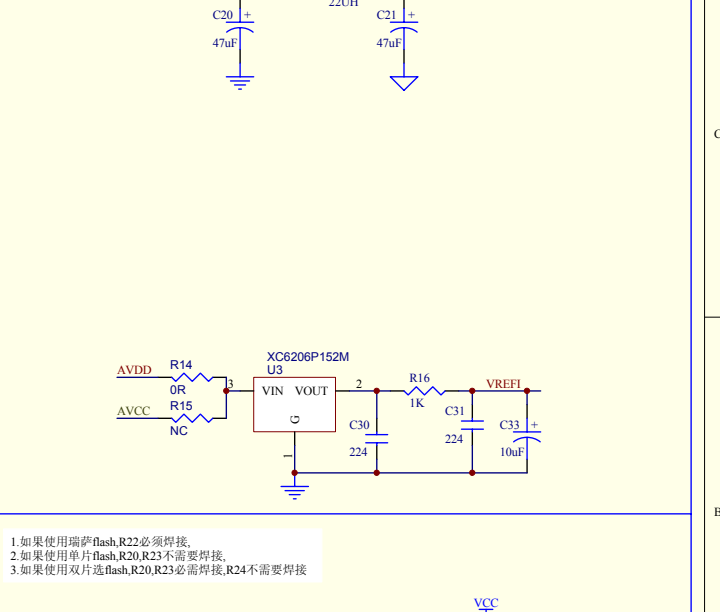 22UH
C20 +
47uF
C21 +
47uF
C
XC6206P152M
U3
AVDD
R14
0R
3
VIN VOUT
2
R16
1K
VREFI
AVCC
R15
NC
G
1
C30
224
C31
224
C33 +
10uF
B
1.如果使用瑞萨flash,R22必须焊接,
2.如果使用单片flash,R20,R23不需要焊接,
3.如果使用双片选flash,R20,R23必需焊接,R24不需要焊接
VCC